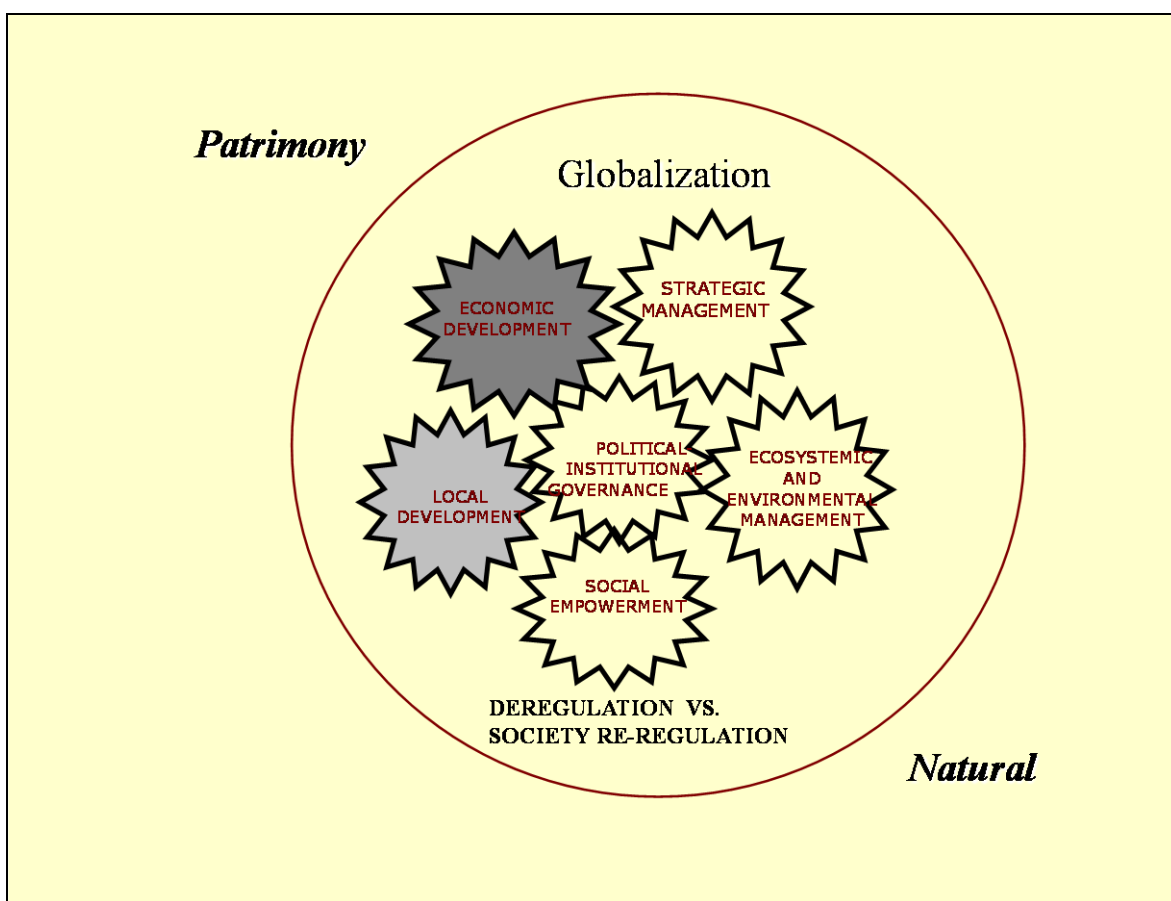 Patrimony
Globalization
ECONOMIC
DEVELOPMENT
STRATEGIC
MANAGEMENT
POLITICAL-
INSTITUTIONAL
GOVERNANCE
ECOSYSTEMIC
AND
ENVIRONMENTAL
MANAGEMENT
LOCAL
DEVELOPMENT
SOCIAL
EMPOWERMENT
DEREGULATION VS.
SOCIETY RE-REGULATION
Natural